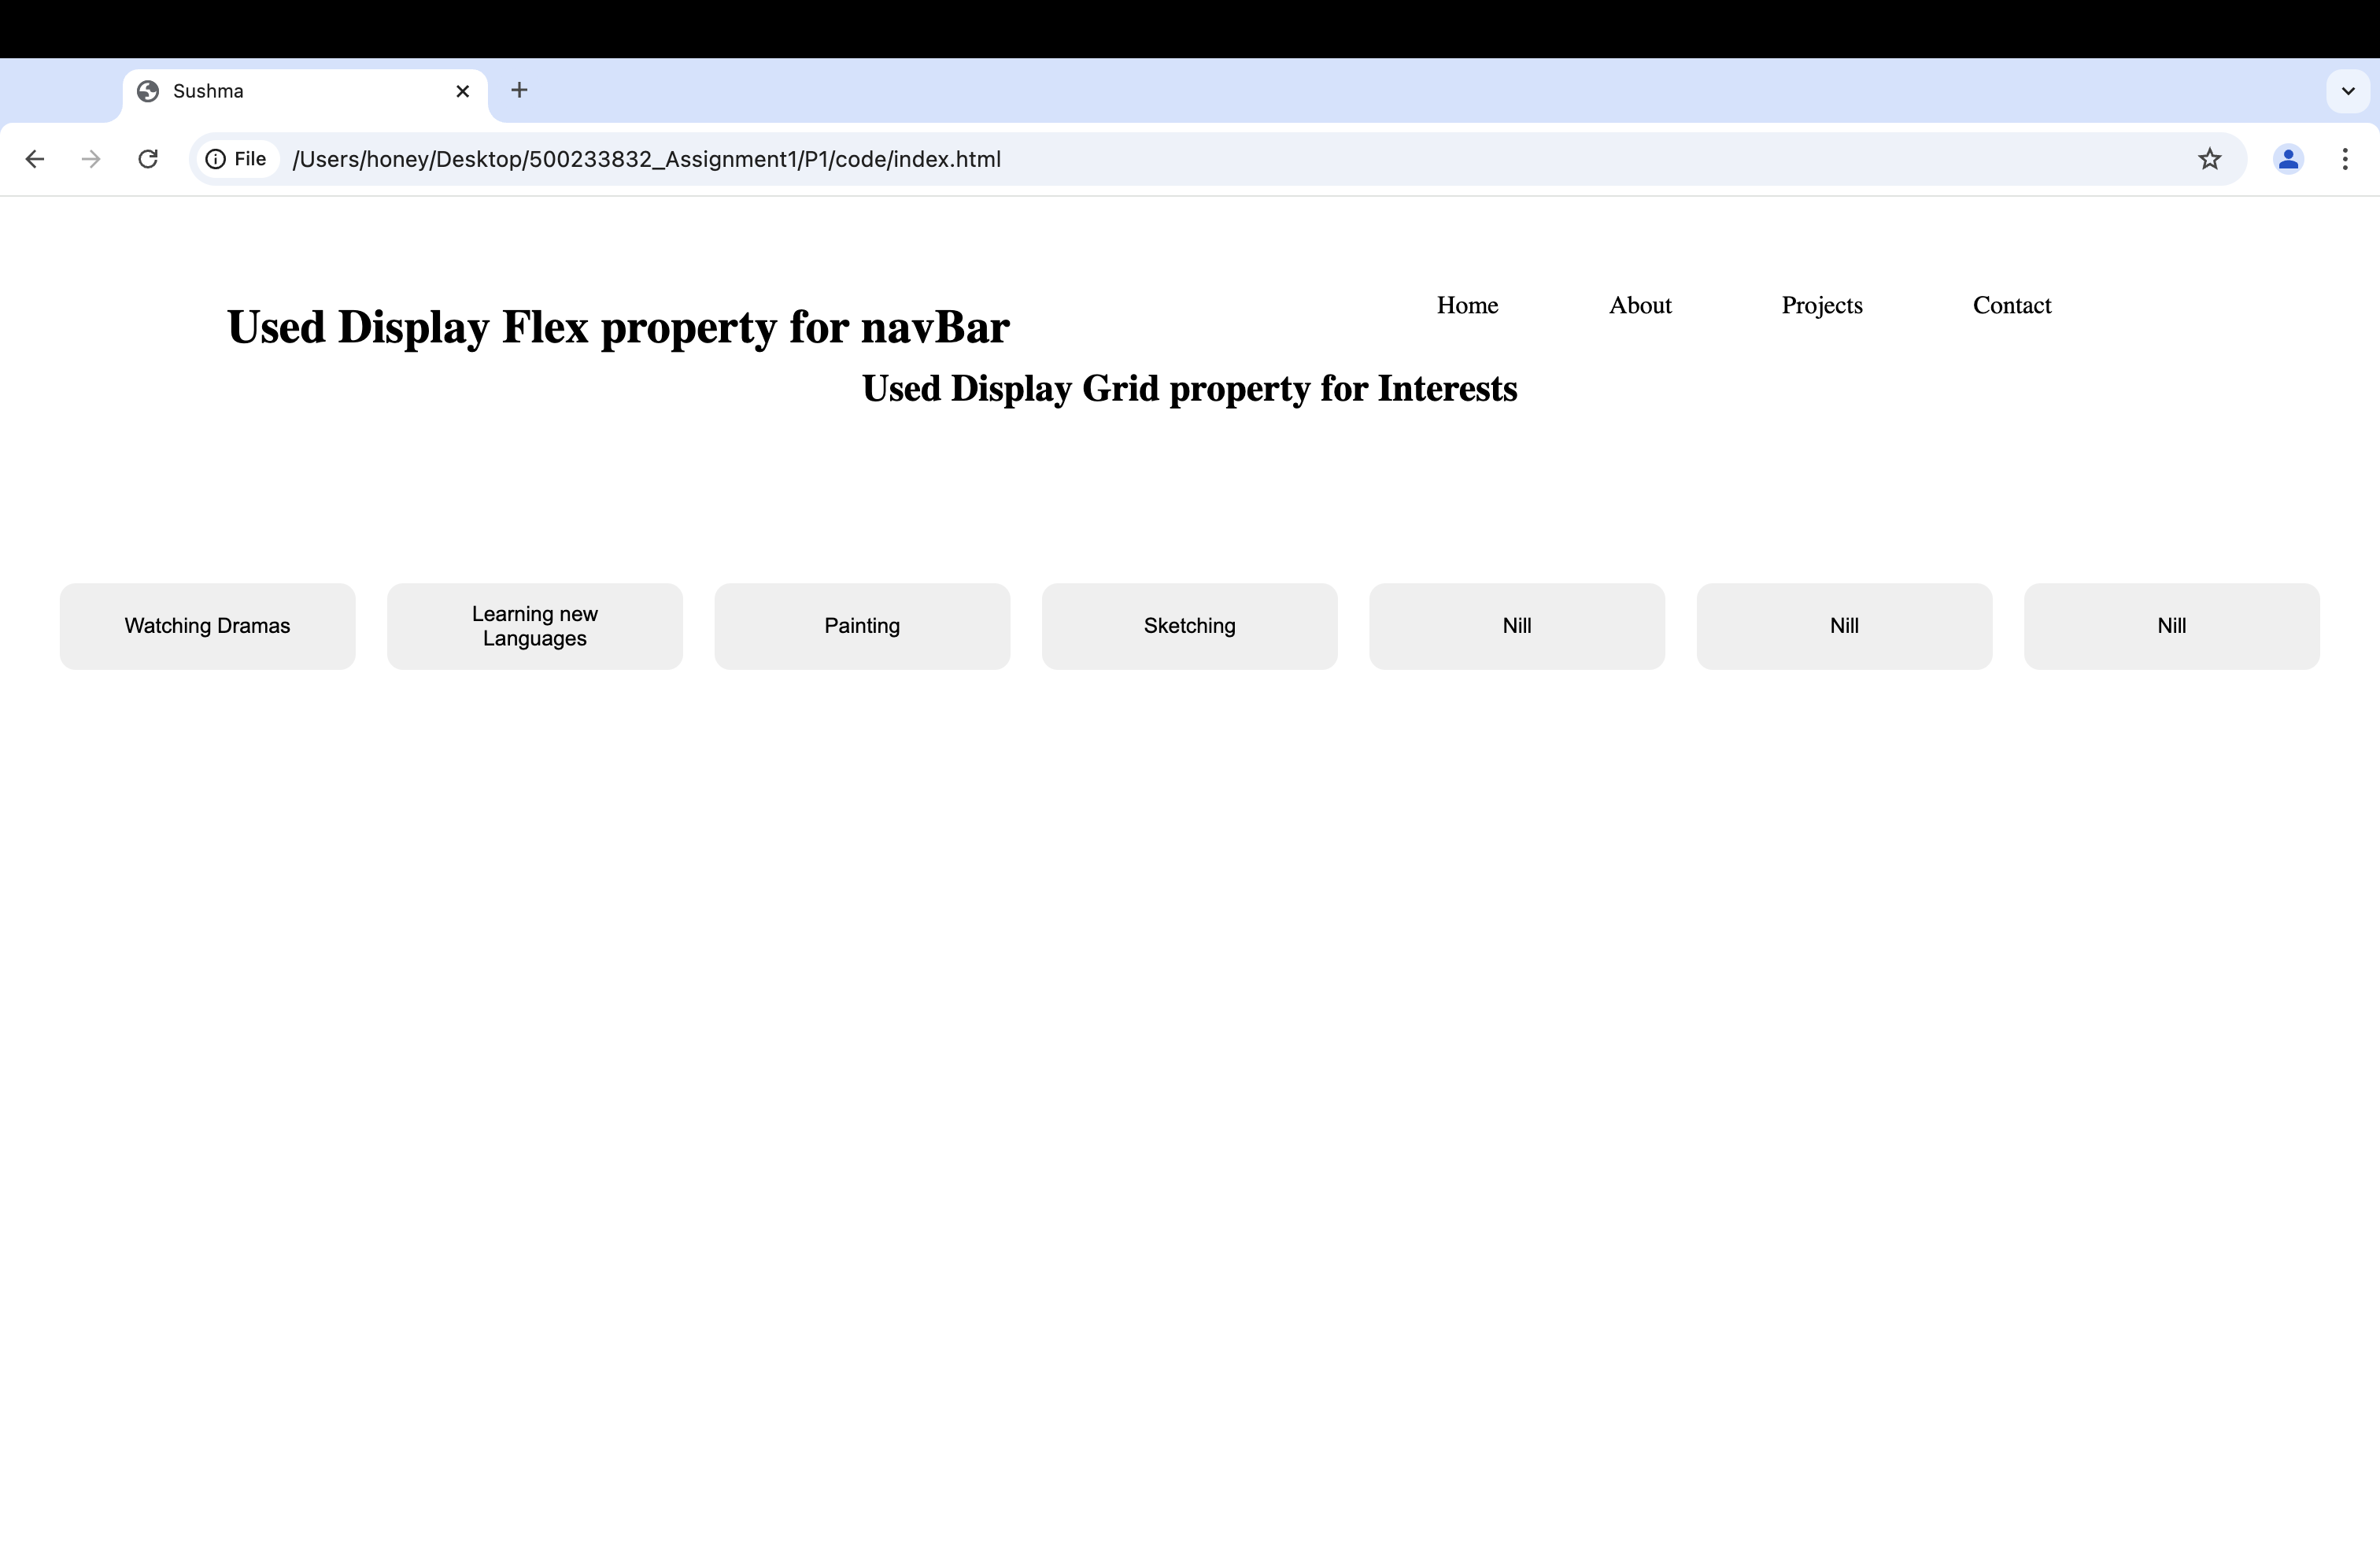 Sushma
File /Users/honey/Desktop/500233832_Assignment1/P1/code/index.html
Home About Projects Contact
Used Display Flex property for navBar
Used Display Grid property for Interests
Watching Dramas
Learning new
Languages
Painting
Sketching
Nill
Nill
Nill